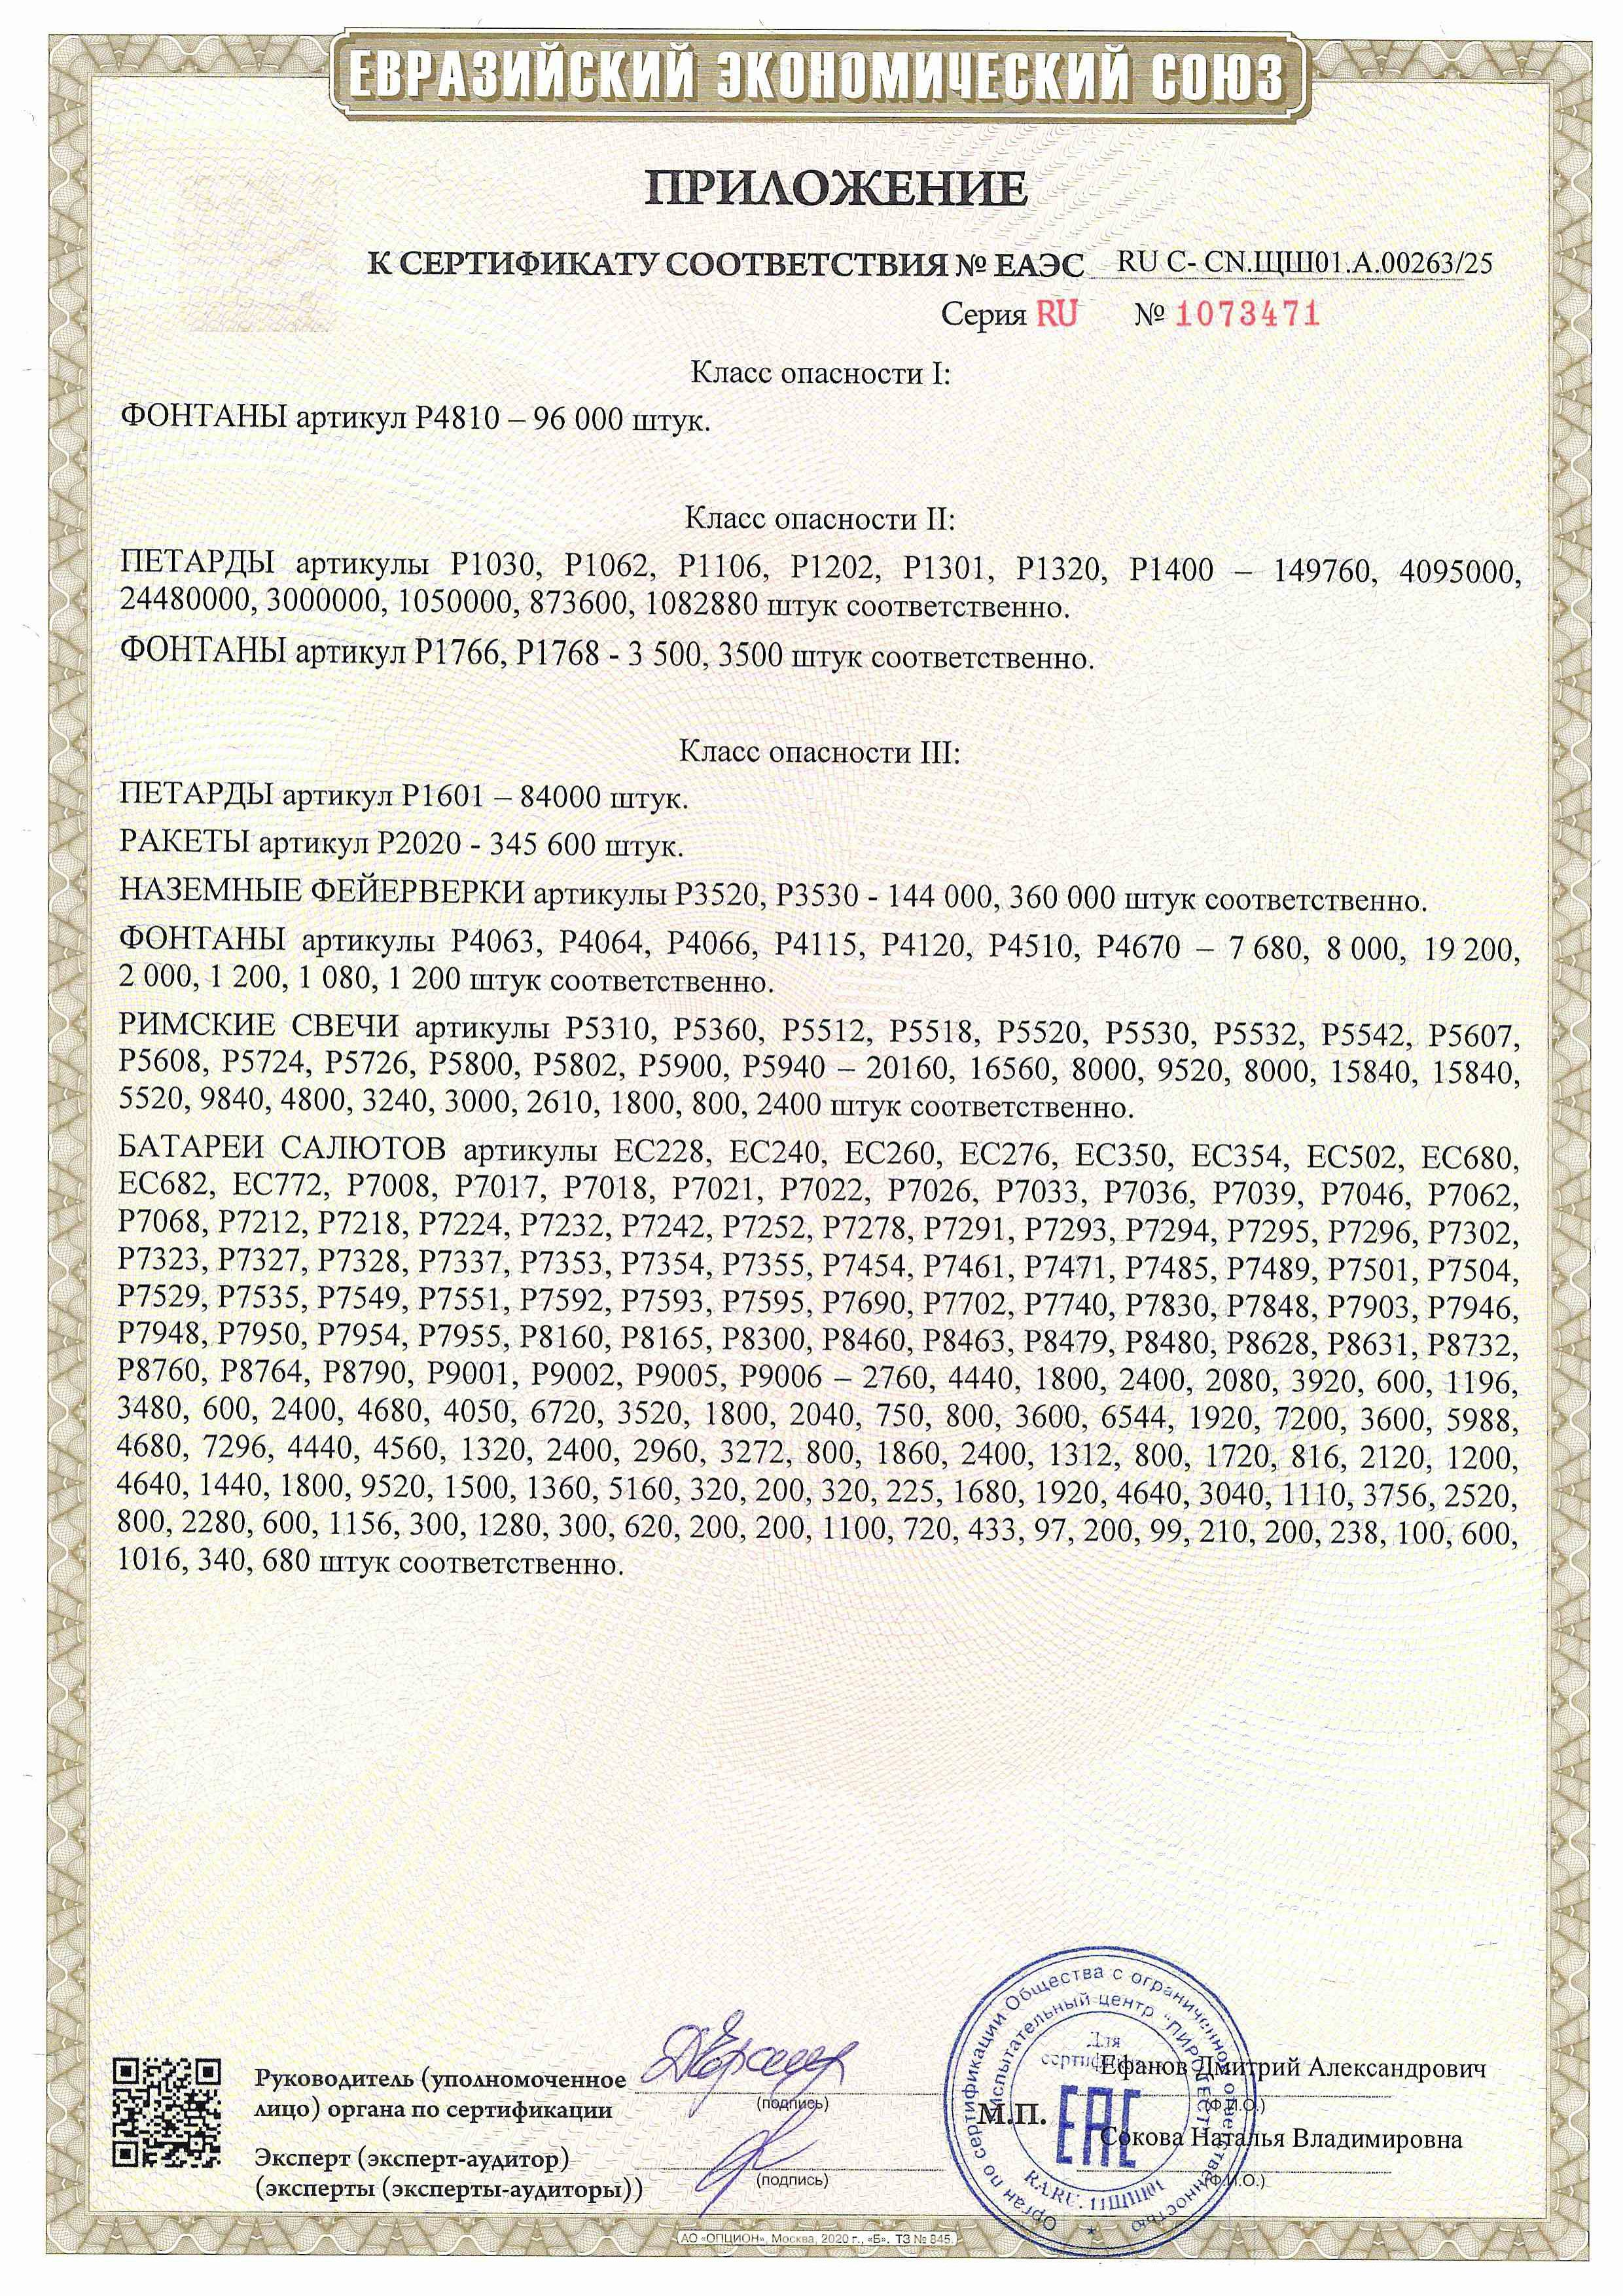 ЕВРАЗИЙСКИЙ ЭКОНОМИЧЕСКИЙ СОЮЗ
ПРИЛОЖЕНИЕ
К СЕРТИФИКАТУ СООТВЕТСТВИЯ № ЕАЭС RU С- CN.ЩШ01.А.00263/25
Серия RU № 1073471
Класс опасности I:
ФОНТАНЫ артикул Р4810 – 96 000 штук.
Класс опасности II:
ПЕТАРДЫ артикулы Р1030, Р1062, Р1106, Р1202, Р1301, Р1320, Р1400 – 149760, 4095000,
24480000, 3000000, 1050000, 873600, 1082880 штук соответственно.
ФОНТАНЫ артикул Р1766, Р1768 - 3 500, 3500 штук соответственно.
Класс опасности III:
ПЕТАРДЫ артикул Р1601 – 84000 штук.
РАКЕТЫ артикул Р2020 - 345 600 штук.
НАЗЕМНЫЕ ФЕЙЕРВЕРКИ артикулы Р3520, Р3530 - 144 000, 360 000 штук соответственно.
ФОНТАНЫ артикулы Р4063, Р4064, Р4066, Р4115, Р4120, Р4510, Р4670 – 7 680, 8 000, 19 200,
2 000, 1 200, 1 080, 1 200 штук соответственно.
РИМСКИЕ СВЕЧИ артикулы Р5310, Р5360, Р5512, Р5518, Р5520, Р5530, Р5532, Р5542, Р5607,
Р5608, Р5724, Р5726, Р5800, Р5802, Р5900, Р5940 – 20160, 16560, 8000, 9520, 8000, 15840, 15840,
5520, 9840, 4800, 3240, 3000, 2610, 1800, 800, 2400 штук соответственно.
БАТАРЕИ САЛЮТОВ артикулы ЕС228, ЕС240, ЕС260, ЕС276, ЕС350, ЕС354, ЕС502, ЕС680,
ЕС682, ЕС772, Р7008, Р7017, Р7018, Р7021, Р7022, Р7026, Р7033, Р7036, Р7039, Р7046, Р7062,
Р7068, Р7212, Р7218, Р7224, Р7232, Р7242, Р7252, Р7278, Р7291, Р7293, Р7294, Р7295, Р7296, Р7302,
Р7323, Р7327, Р7328, Р7337, Р7353, Р7354, Р7355, Р7454, Р7461, Р7471, Р7485, Р7489, Р7501, Р7504,
Р7529, Р7535, Р7549, Р7551, Р7592, Р7593, Р7595, Р7690, Р7702, Р7740, Р7830, Р7848, Р7903, Р7946,
Р7948, Р7950, Р7954, Р7955, Р8160, Р8165, Р8300, Р8460, Р8463, Р8479, Р8480, Р8628, Р8631, Р8732,
Р8760, Р8764, Р8790, Р9001, Р9002, Р9005, Р9006 – 2760, 4440, 1800, 2400, 2080, 3920, 600, 1196,
3480, 600, 2400, 4680, 4050, 6720, 3520, 1800, 2040, 750, 800, 3600, 6544, 1920, 7200, 3600, 5988,
4680, 7296, 4440, 4560, 1320, 2400, 2960, 3272, 800, 1860, 2400, 1312, 800, 1720, 816, 2120, 1200,
4640, 1440, 1800, 9520, 1500, 1360, 5160, 320, 200, 320, 225, 1680, 1920, 4640, 3040, 1110, 3756, 2520,
800, 2280, 600, 1156, 300, 1280, 300, 620, 200, 200, 1100, 720, 433, 97, 200, 99, 210, 200, 238, 100, 600,
1016, 340, 680 штук соответственно.
Руководитель (уполномоченное
лицо) органа по сертификации
(подпись)
Ефанов Дмитрий Александрович
(Ф.И.О.)
М.П.
Эксперт (эксперт-аудитор)
(эксперты (эксперты-аудиторы))
(подпись)
Сокова Наталья Владимировна
(Ф.И.О.)
Орган по сертификации Общества с ограниченной ответственностью
Испытательный центр
Для
ЕАС
АО «ОПЦИОН», Москва, 2020 г., «Б», ТЗ № 845.